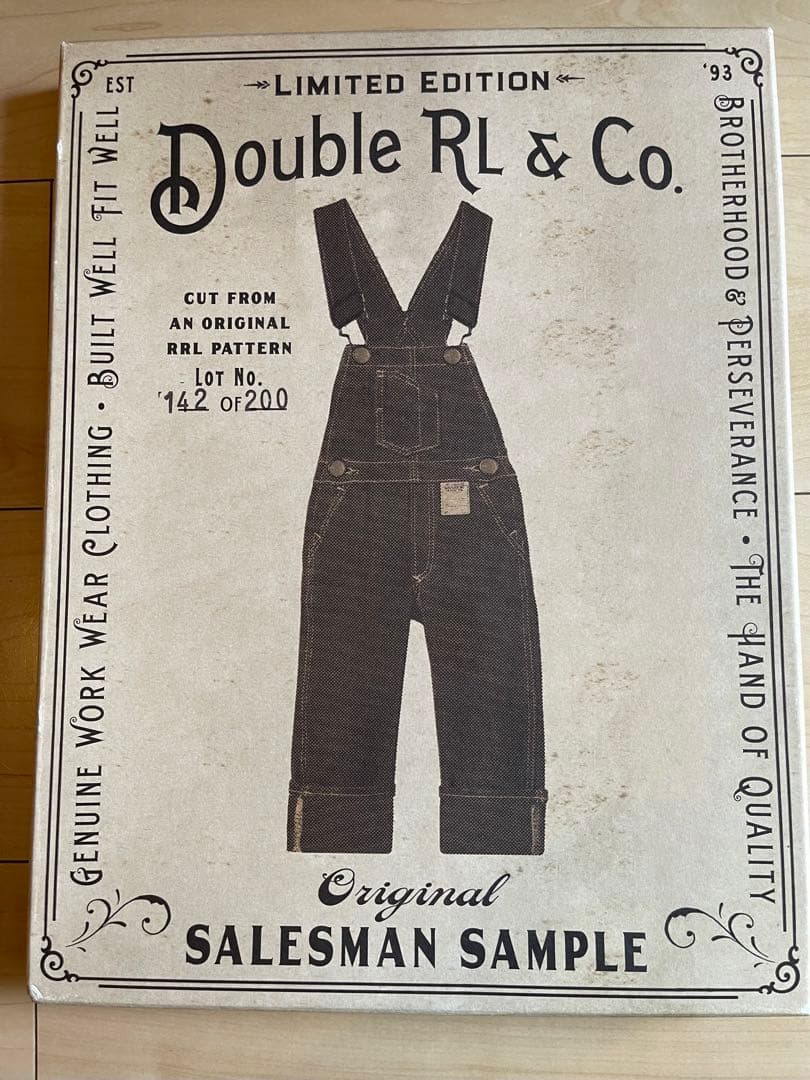 EST
'93
LIMITED EDITION
Double RL & Co.
CUT FROM
AN ORIGINAL
RRL PATTERN
LOT NO.
142 OF 200
GENUINE WORK WEAR CLOTHING • BUILT WELL FIT WELL
BROTHERHOOD & PERSEVERANCE • THE HAND OF QUALITY
Original
SALESMAN SAMPLE